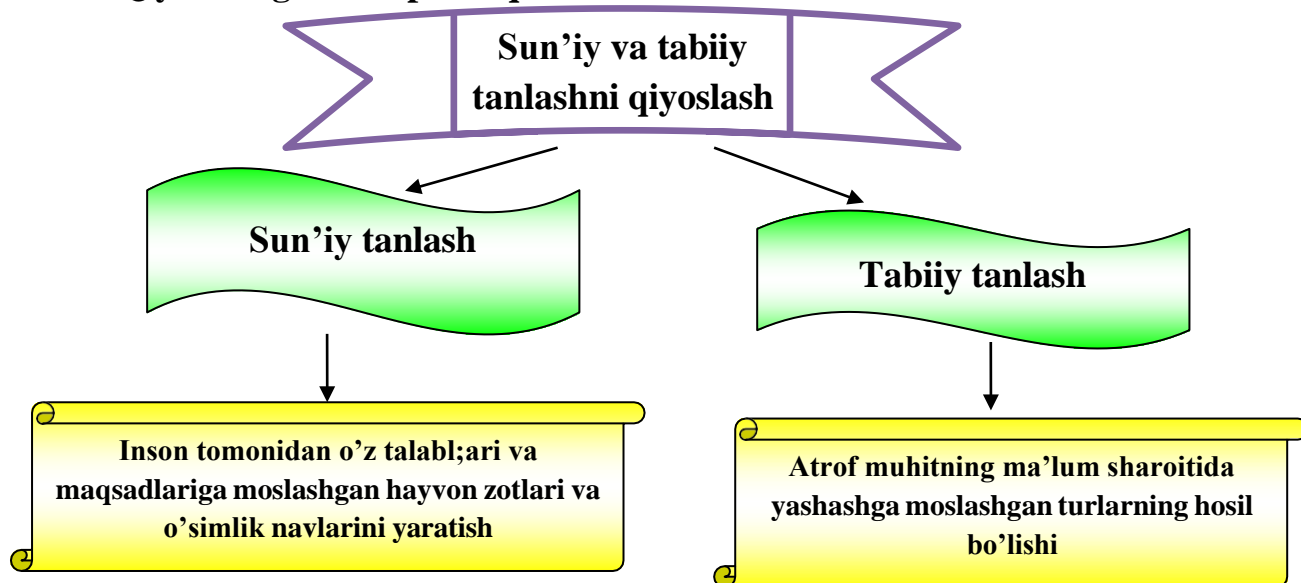 Sun’iy va tabiiy
tanlashni qiyoslash
Sun’iy tanlash
Tabiiy tanlash
Inson tomonidan o’z talabl;ari va
maqsadlariga moslashgan hayvon zotlari va
o’simlik navlarini yaratish
Atrof muhitning ma’lum sharoitida
yashashga moslashgan turlarning hosil
bo’lishi